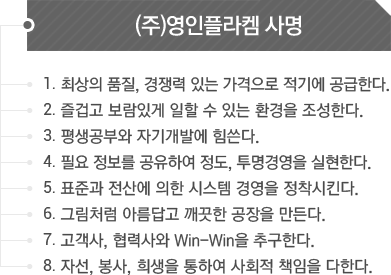 (주)영인플라켐 사명
1. 최상의 품질, 경쟁력 있는 가격으로 적기에 공급한다.
2. 즐겁고 보람있게 일할 수 있는 환경을 조성한다.
3. 평생공부와 자기개발에 힘쓴다.
4. 필요 정보를 공유하여 정도, 투명경영을 실현한다.
5. 표준과 전산에 의한 시스템 경영을 정착시킨다.
6. 그림처럼 아름답고 깨끗한 공장을 만든다.
7. 고객사, 협력사와 Win-Win을 추구한다.
8. 자선, 봉사, 희생을 통하여 사회적 책임을 다한다.